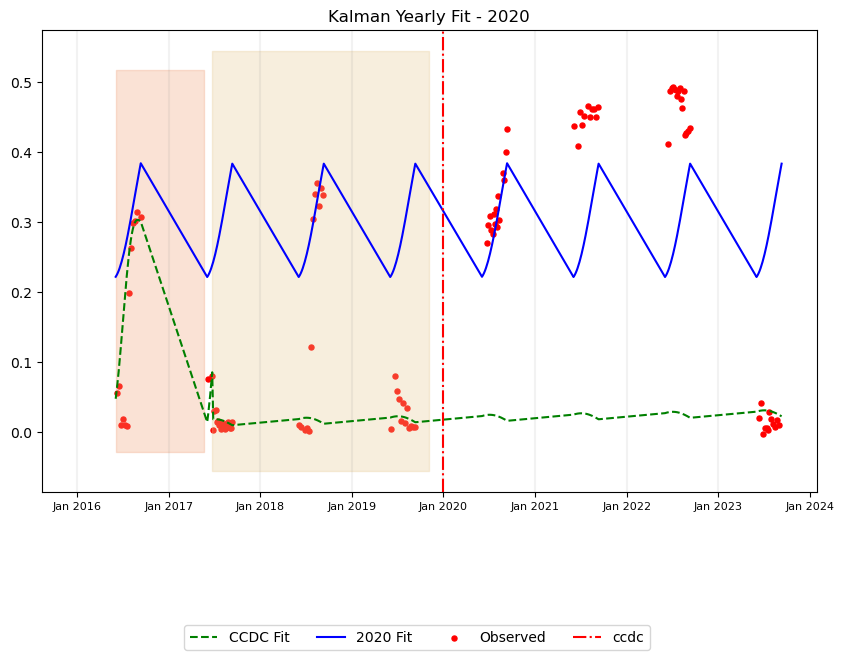 Kalman Yearly Fit - 2020
0.5
0.4
0.3
0.2
0.1
0.0
Jan 2016 Jan 2017 Jan 2018 Jan 2019 Jan 2020 Jan 2021 Jan 2022 Jan 2023 Jan 2024
CCDC Fit 2020 Fit Observed ccdc